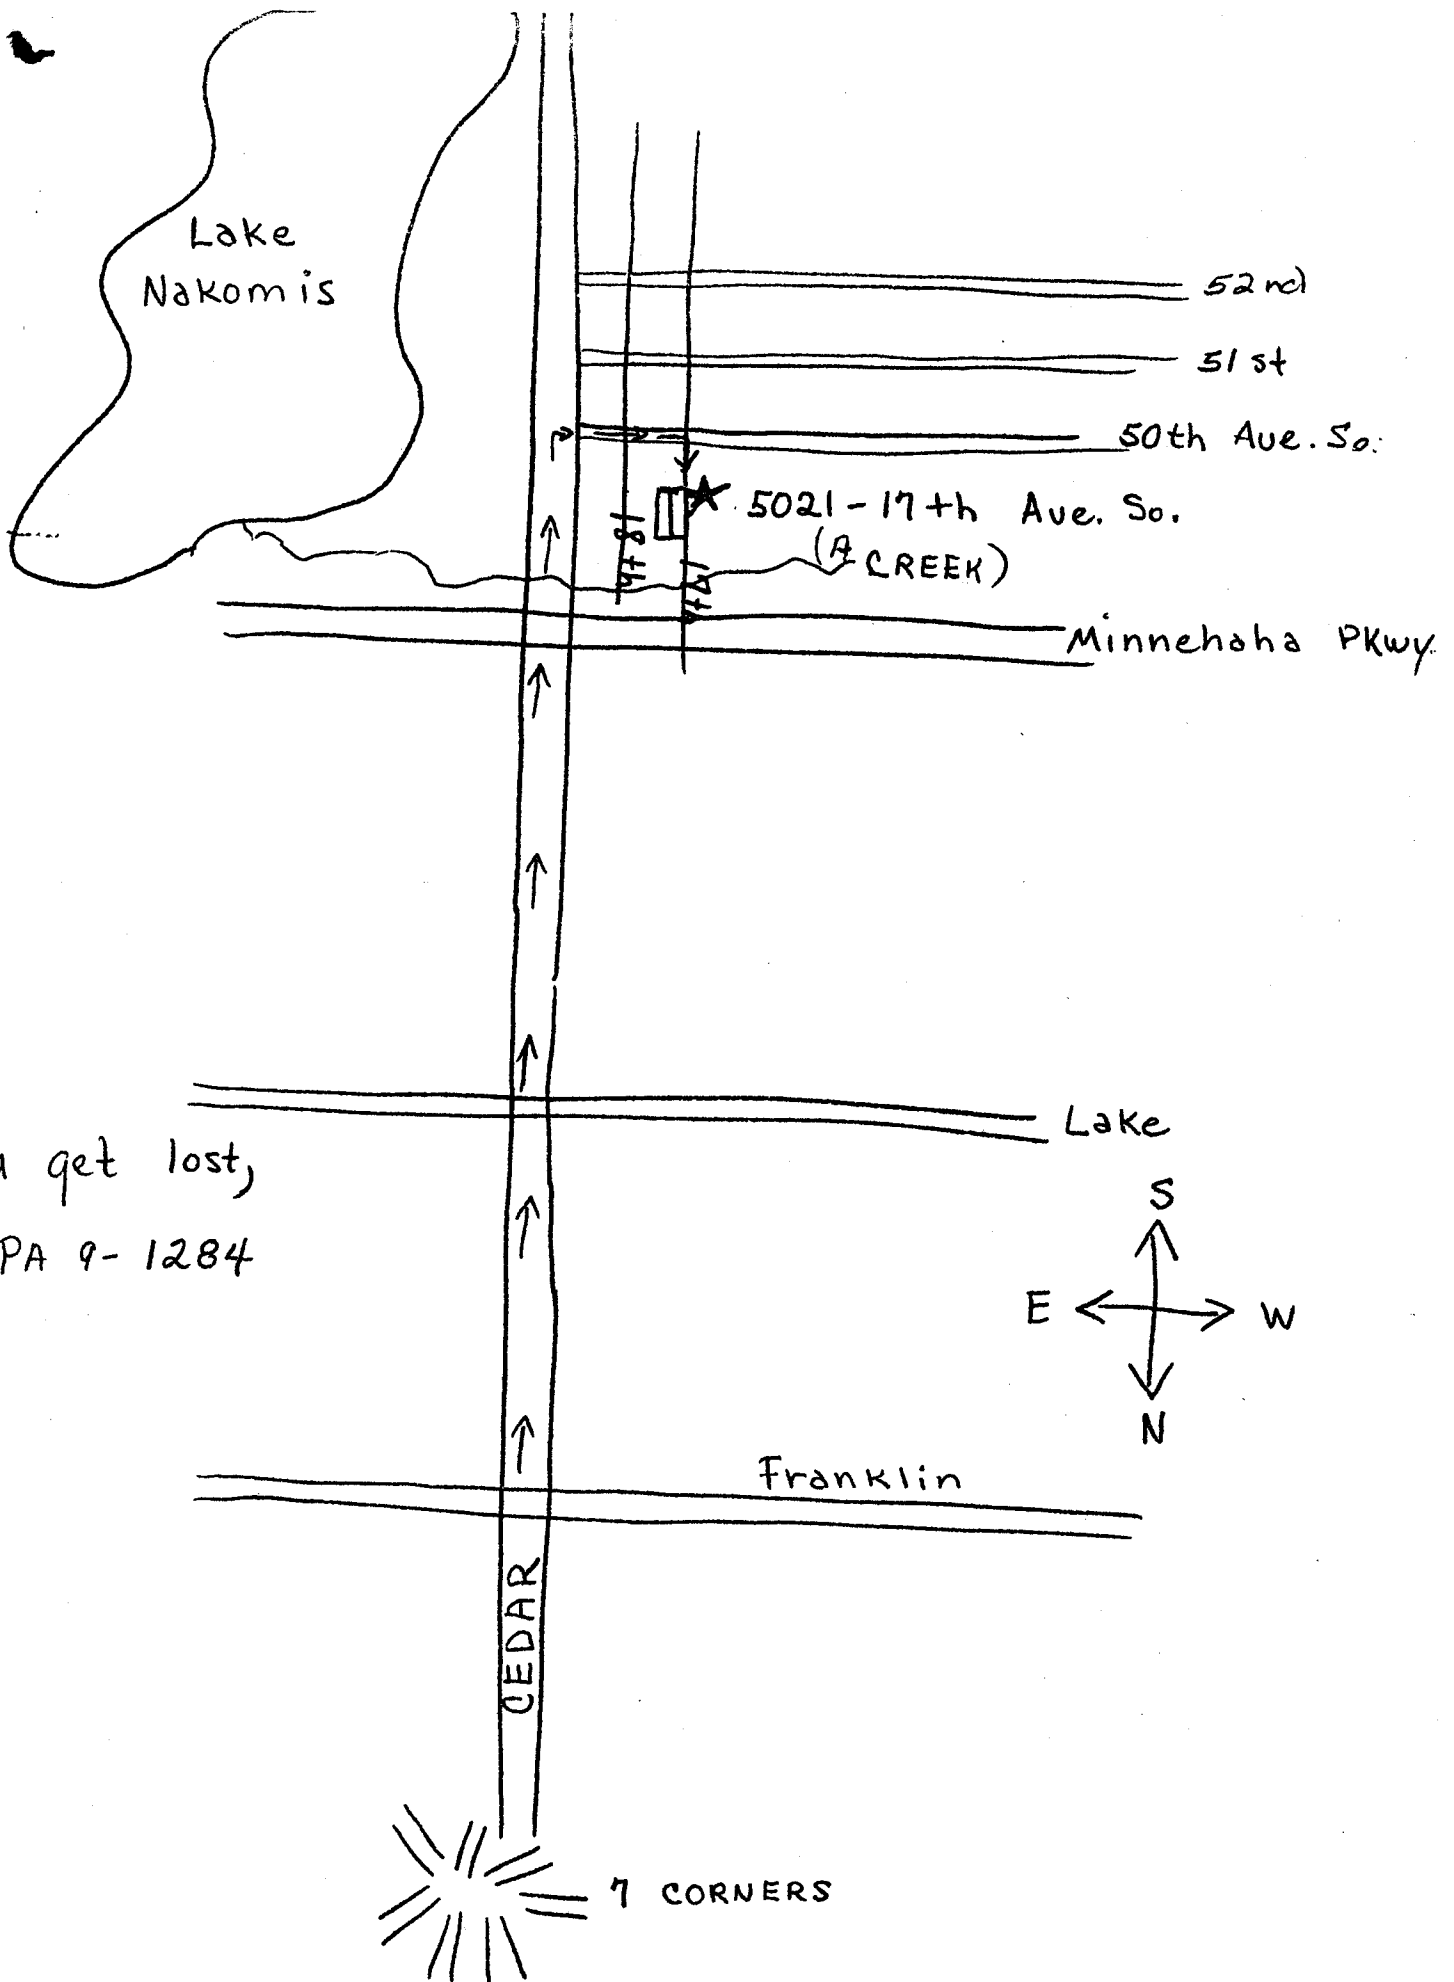 Lake
Nakomis
52nd
51st
50th Ave. So.
5021-17th Ave. So.
(A CREEK)
18th
17th
Minnehaha PKwy.
Lake
get lost,
PA 9-1284
S
E W
N
Franklin
CEDAR
7 CORNERS